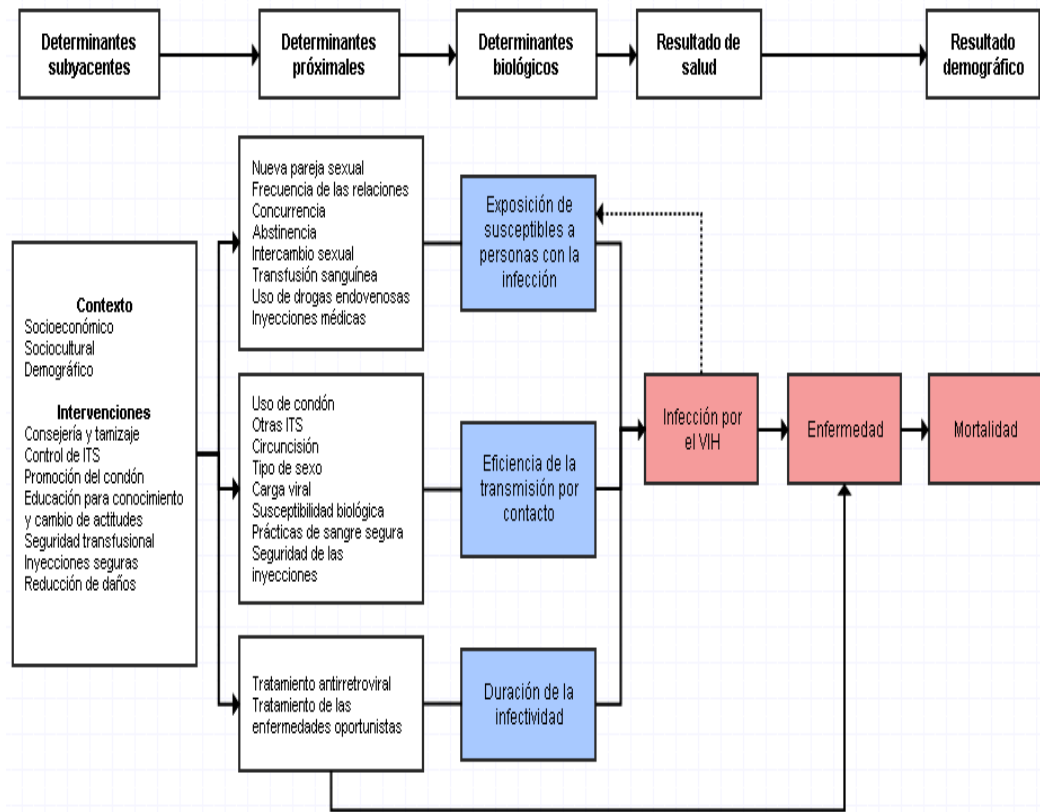 Determinantes
subyacentes
Determinantes
próximales
Determinantes
biológicos
Resultado de
salud
Resultado
demográfico
Contexto
Socioeconómico
Sociocultural
Demográfico
Intervenciones
Consejería y tamizaje
Control de ITS
Promoción del condón
Educación para conocimiento
y cambio de actitudes
Seguridad transfusional
Inyecciones seguras
Reducción de daños
Nueva pareja sexual
Frecuencia de las relaciones
Concurrencia
Abstinencia
Intercambio sexual
Transfusión sanguínea
Uso de drogas endovenosas
Inyecciones médicas
Uso de condón
Otras ITS
Circuncisión
Tipo de sexo
Carga viral
Susceptibilidad biológica
Prácticas de sangre segura
Seguridad de las
inyecciones
Tratamiento antirretroviral
Tratamiento de las
enfermedades oportunistas
Exposición de
susceptibles a
personas con la
infección
Eficiencia de la
transmisión por
contacto
Duración de la
infectividad
Infección por
el VIH
Enfermedad
Mortalidad